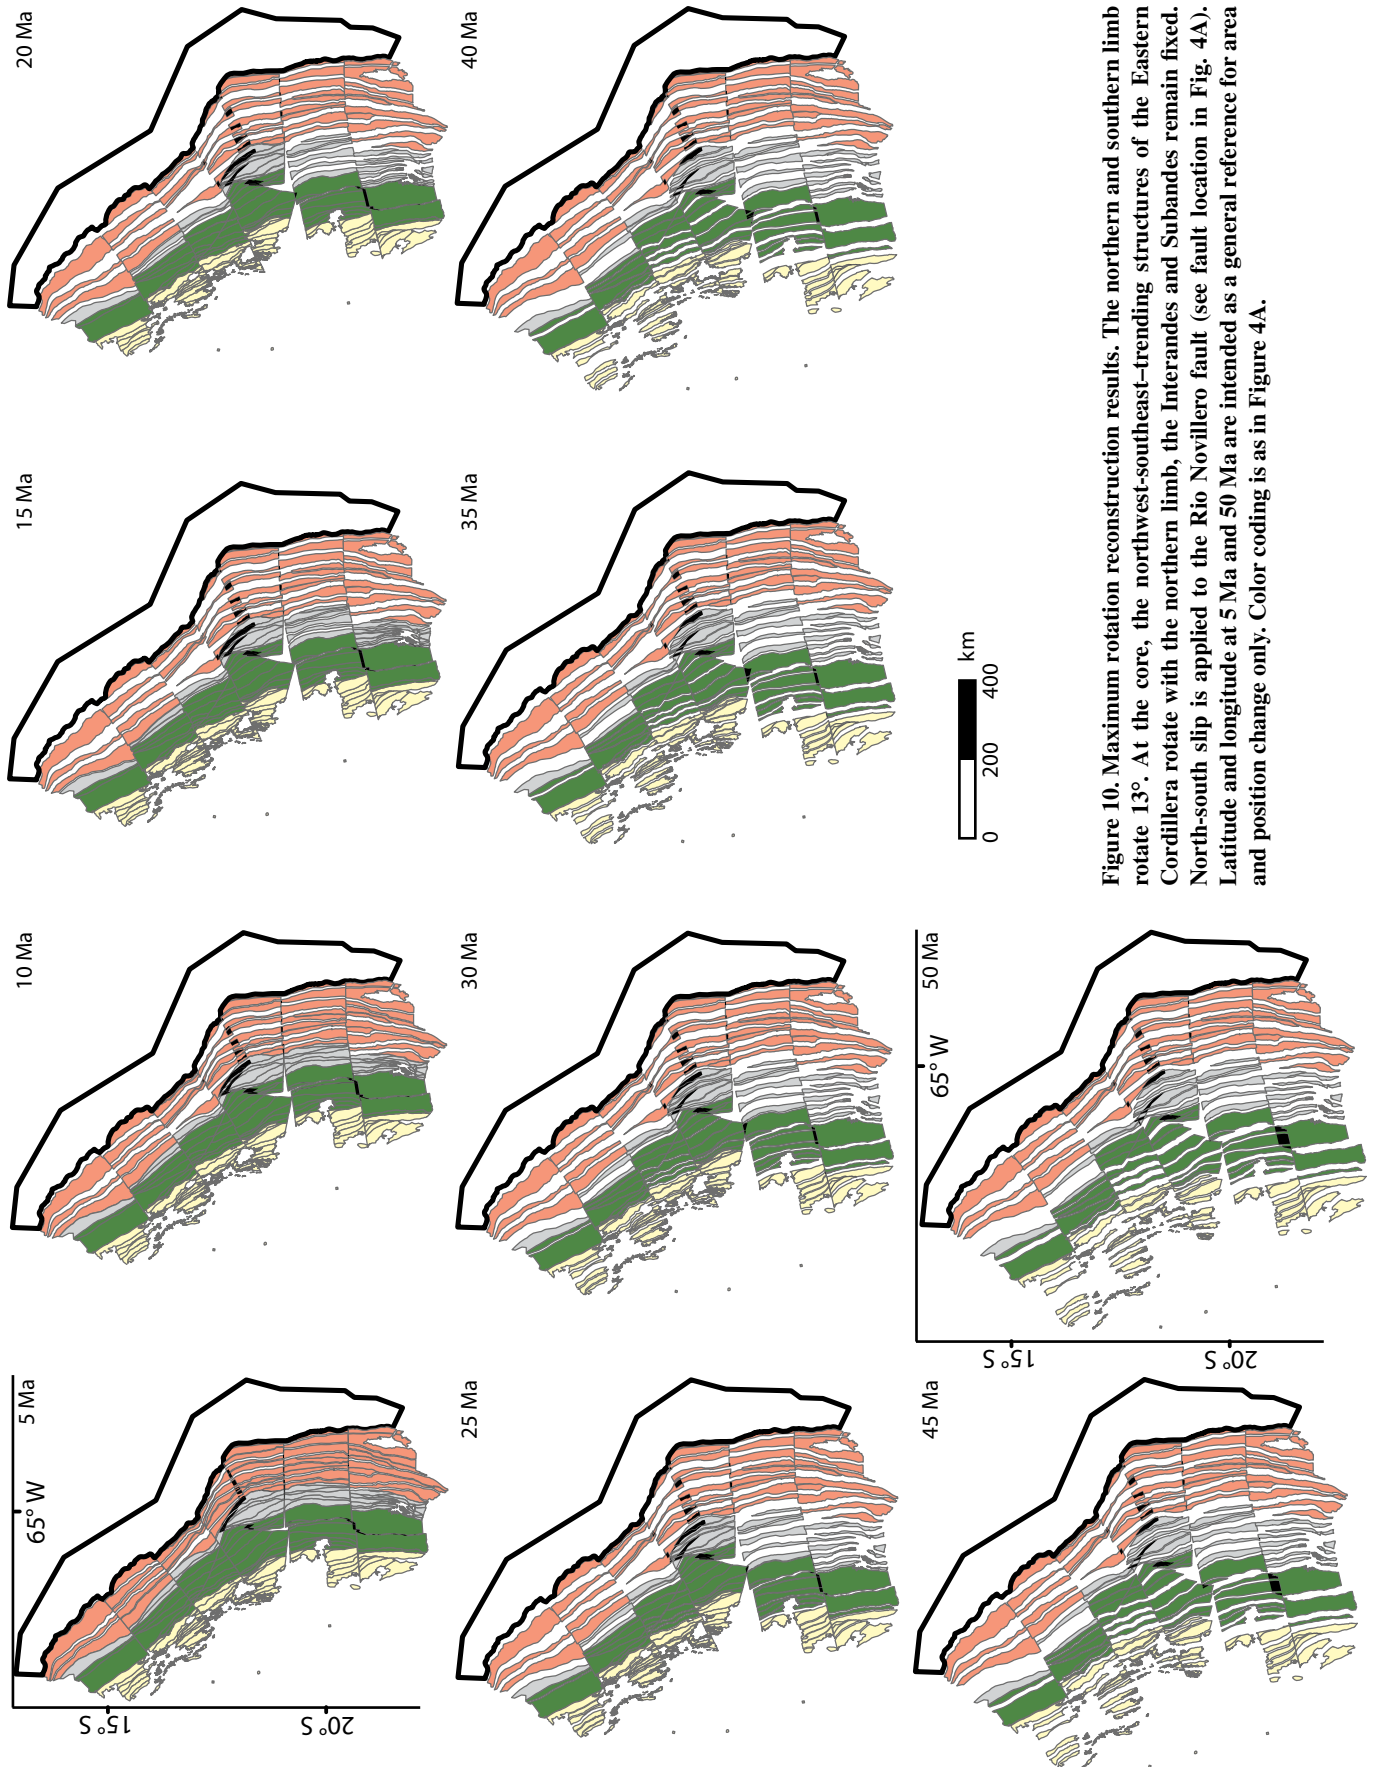 65° W
5 Ma
15° S
20° S
10 Ma
15 Ma
20 Ma
25 Ma
30 Ma
35 Ma
40 Ma
45 Ma
65° W
50 Ma
15° S
20° S
0 200 400 km
Figure 10. Maximum rotation reconstruction results. The northern and southern limb
rotate 13°. At the core, the northwest-southeast–trending structures of the Eastern
Cordillera rotate with the northern limb, the Interandes and Subandes remain fixed.
North-south slip is applied to the Rio Novillero fault (see fault location in Fig. 4A).
Latitude and longitude at 5 Ma and 50 Ma are intended as a general reference for area
and position change only. Color coding is as in Figure 4A.